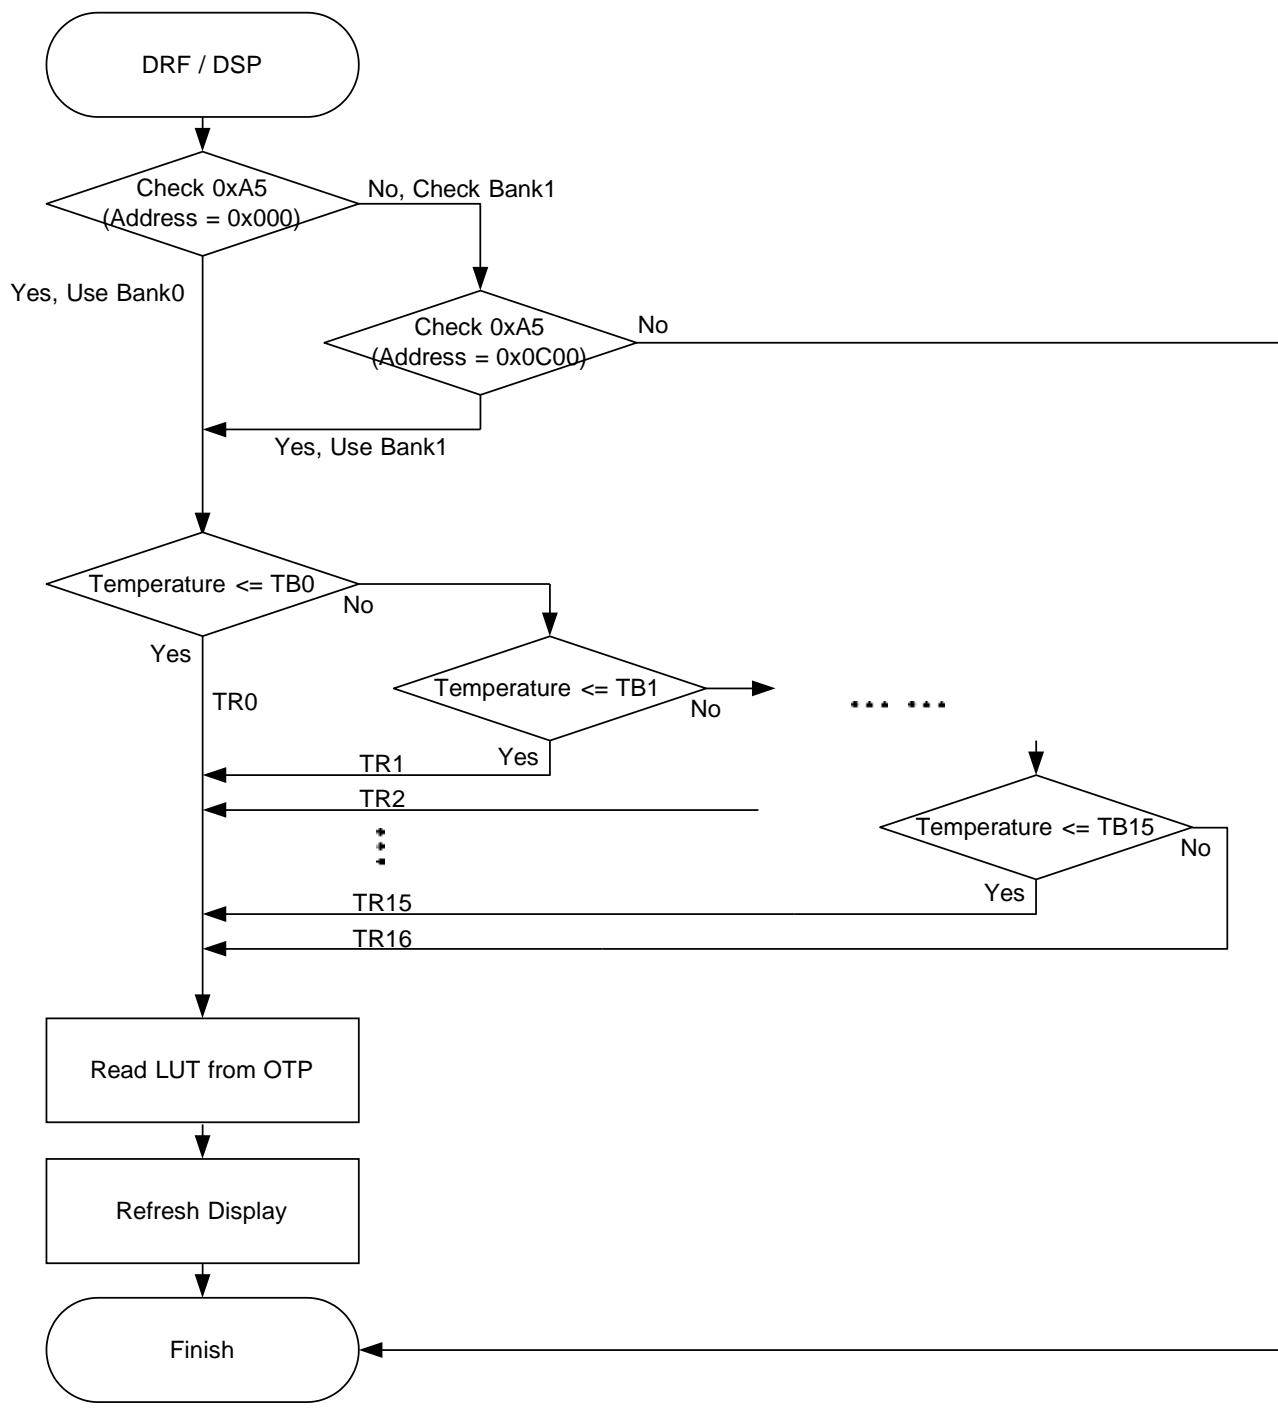 DRF / DSP
Check 0xA5
(Address = 0x000)
No, Check Bank1
Yes, Use Bank0
Check 0xA5
(Address = 0x0C00)
No
Yes, Use Bank1
Temperature <= TB0
No
Yes
TR0
Temperature <= TB1
No
... ...
Yes
TR1
TR2
Temperature <= TB15
No
Yes
TR15
TR16
Read LUT from OTP
Refresh Display
Finish